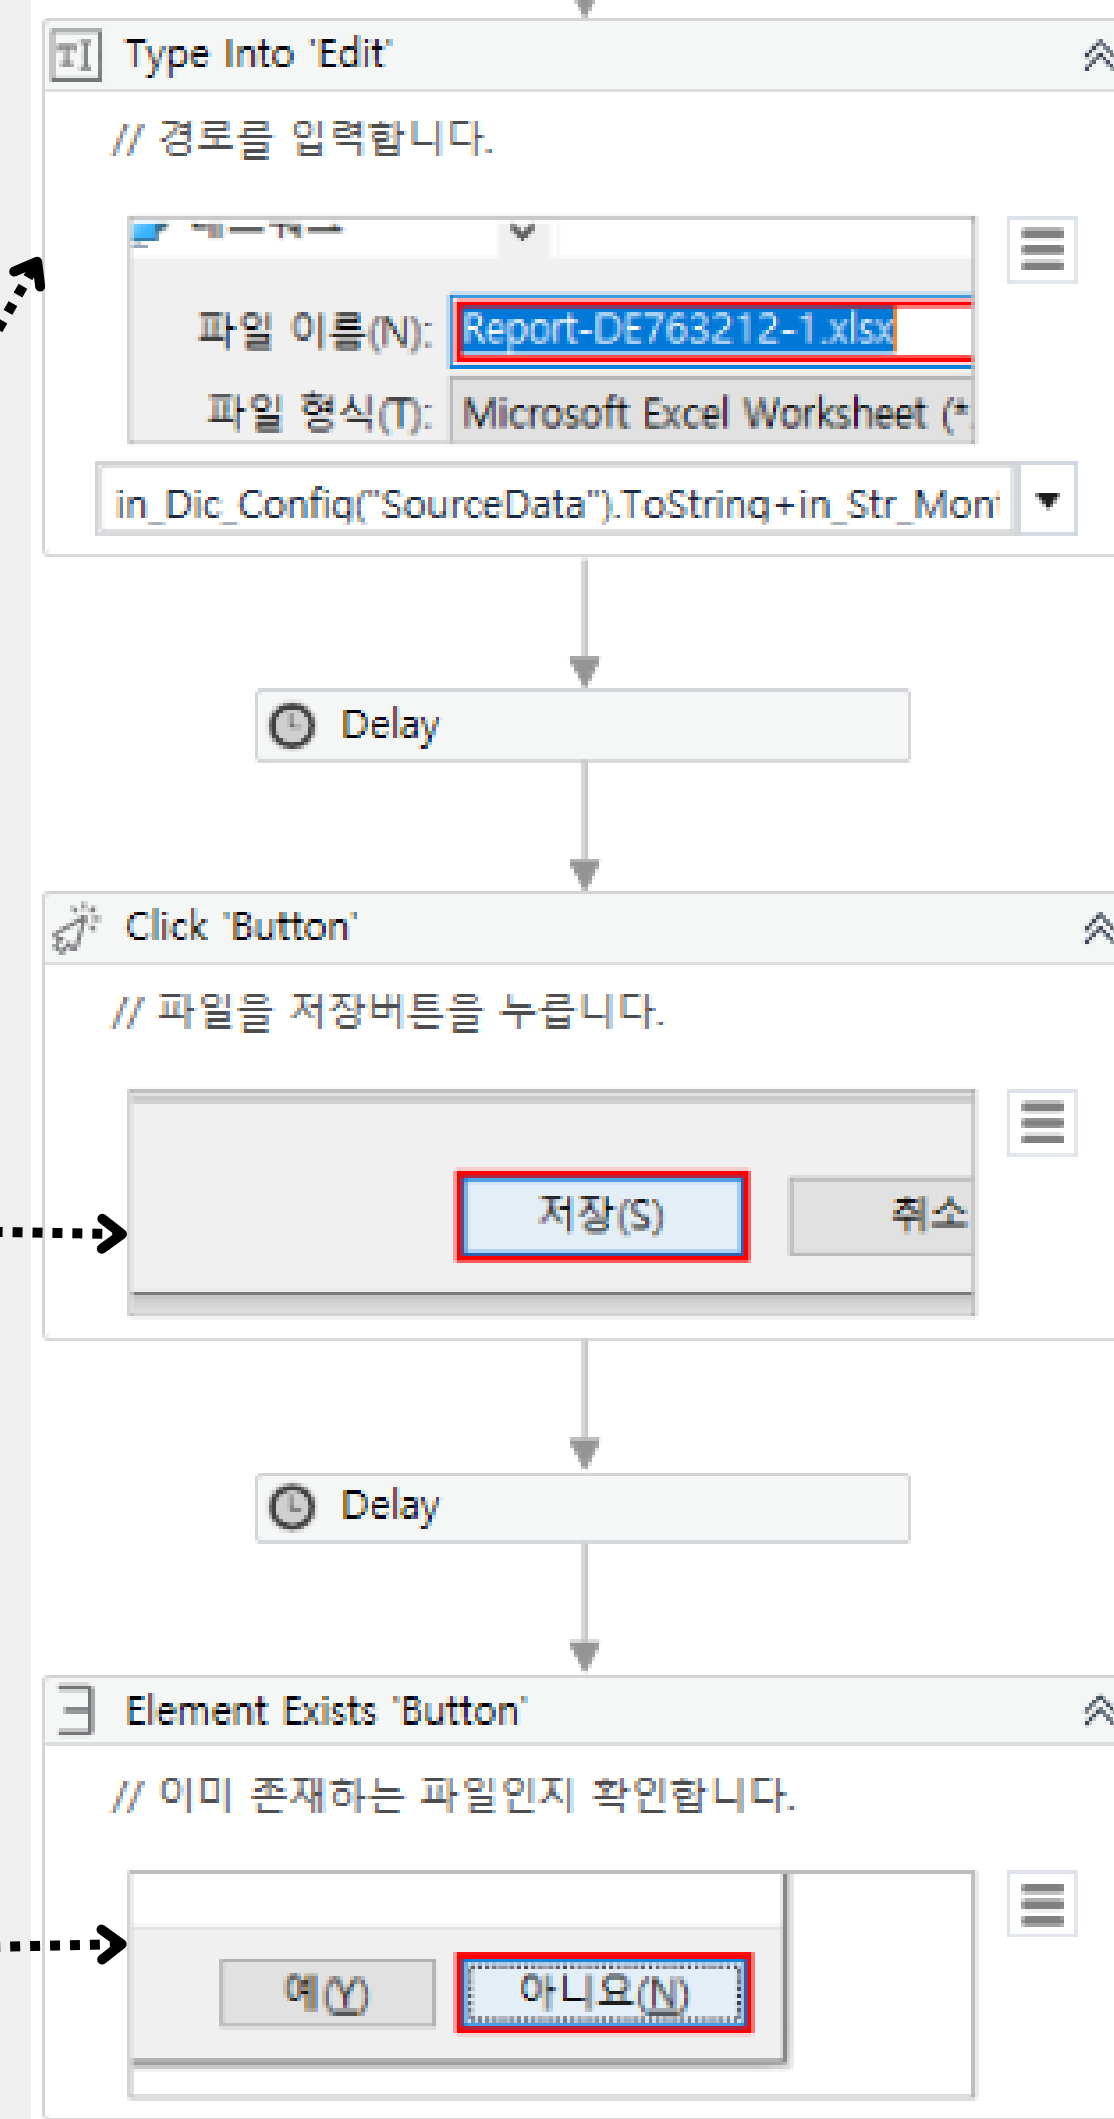 Type Into 'Edit'
// 경로를 입력합니다.
파일 이름(N): Report-DE763212-1.xlsx
파일 형식(T): Microsoft Excel Worksheet (*.
in_Dic_Config("SourceData").ToString+in_Str_Mont
Delay
Click 'Button'
// 파일을 저장버튼을 누릅니다.
저장(S) 취소
Delay
Element Exists 'Button'
// 이미 존재하는 파일인지 확인합니다.
예(Y) 아니요(N)